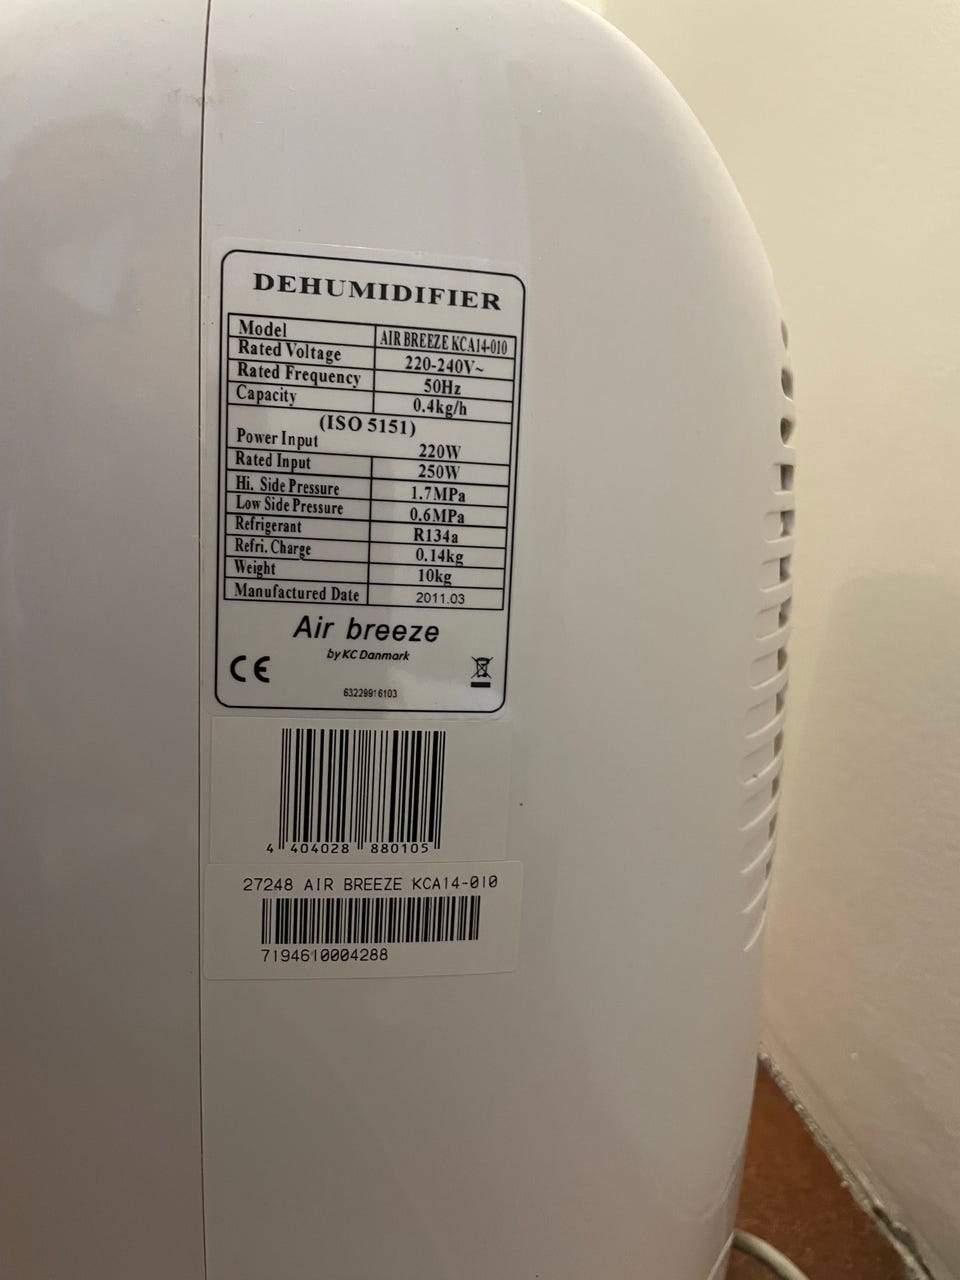 DEHUMIDIFIER
Model AIR BREEZE KCA14-010
Rated Voltage 220-240V~
Rated Frequency 50Hz
Capacity 0.4kg/h
(ISO 5151)
Power Input 220W
Rated Input 250W
Hi. Side Pressure 1.7MPa
Low Side Pressure 0.6MPa
Refrigerant R134a
Refri. Charge 0.14kg
Weight 10kg
Manufactured Date 2011.03
Air breeze
by KC Danmark
CE
63229916103
4 404028 880105
27248 AIR BREEZE KCA14-010
7194610004288